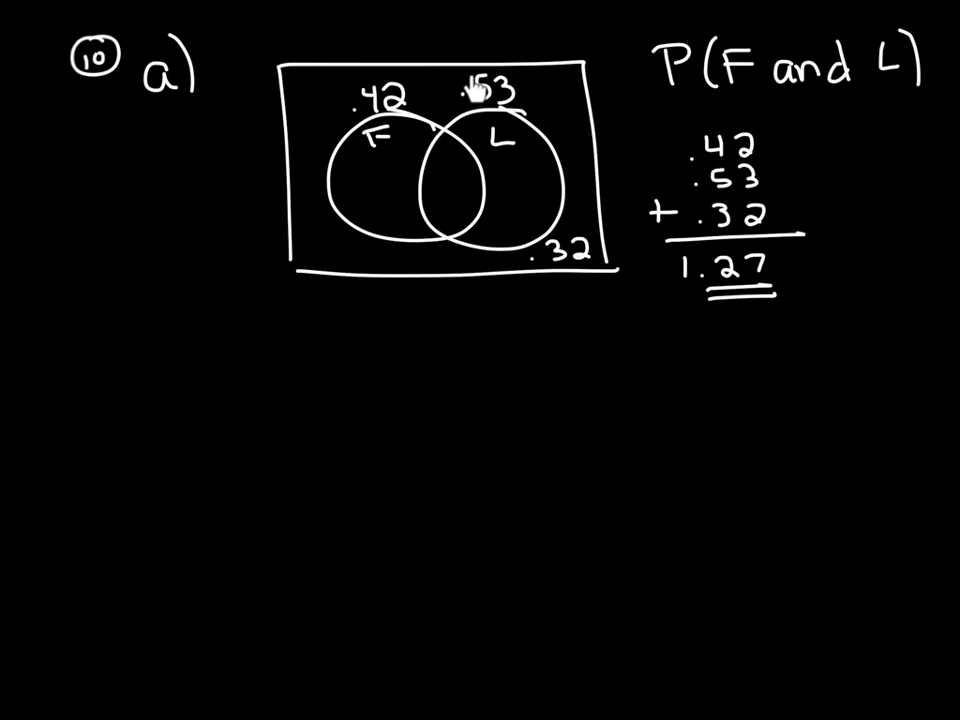 10 a)
P(F and L)
.42 .53
F L
.32
.42
.53
+ .32
1.27